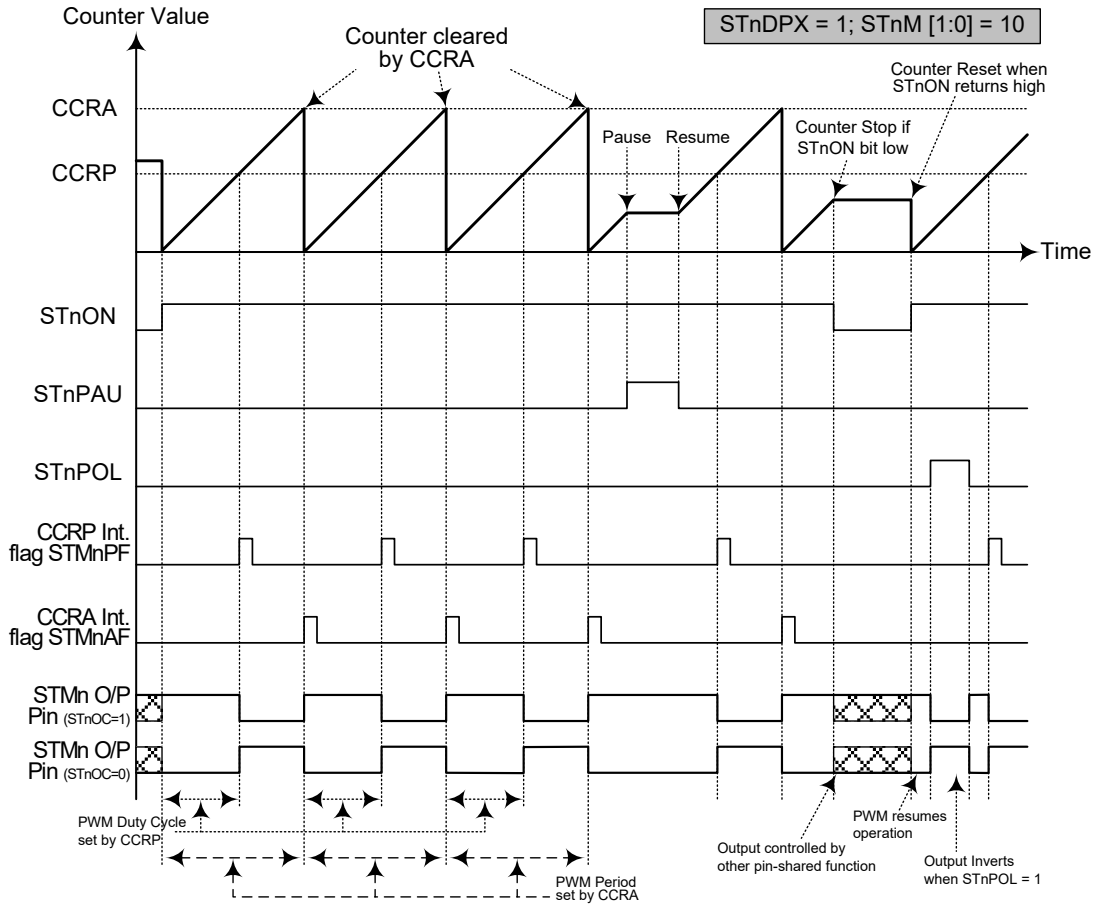 Counter Value
STnDPX = 1; STnM [1:0] = 10
Counter cleared
by CCRA
Counter Reset when
STnON returns high
CCRA
Pause
Resume
Counter Stop if
STnON bit low
CCRP
Time
STnON
STnPAU
STnPOL
CCRP Int.
flag STMnPF
CCRA Int.
flag STMnAF
STMn O/P
Pin (STnOC=1)
STMn O/P
Pin (STnOC=0)
PWM Duty Cycle
set by CCRP
PWM resumes
operation
Output controlled by
other pin-shared function
Output Inverts
when STnPOL = 1
PWM Period
set by CCRA